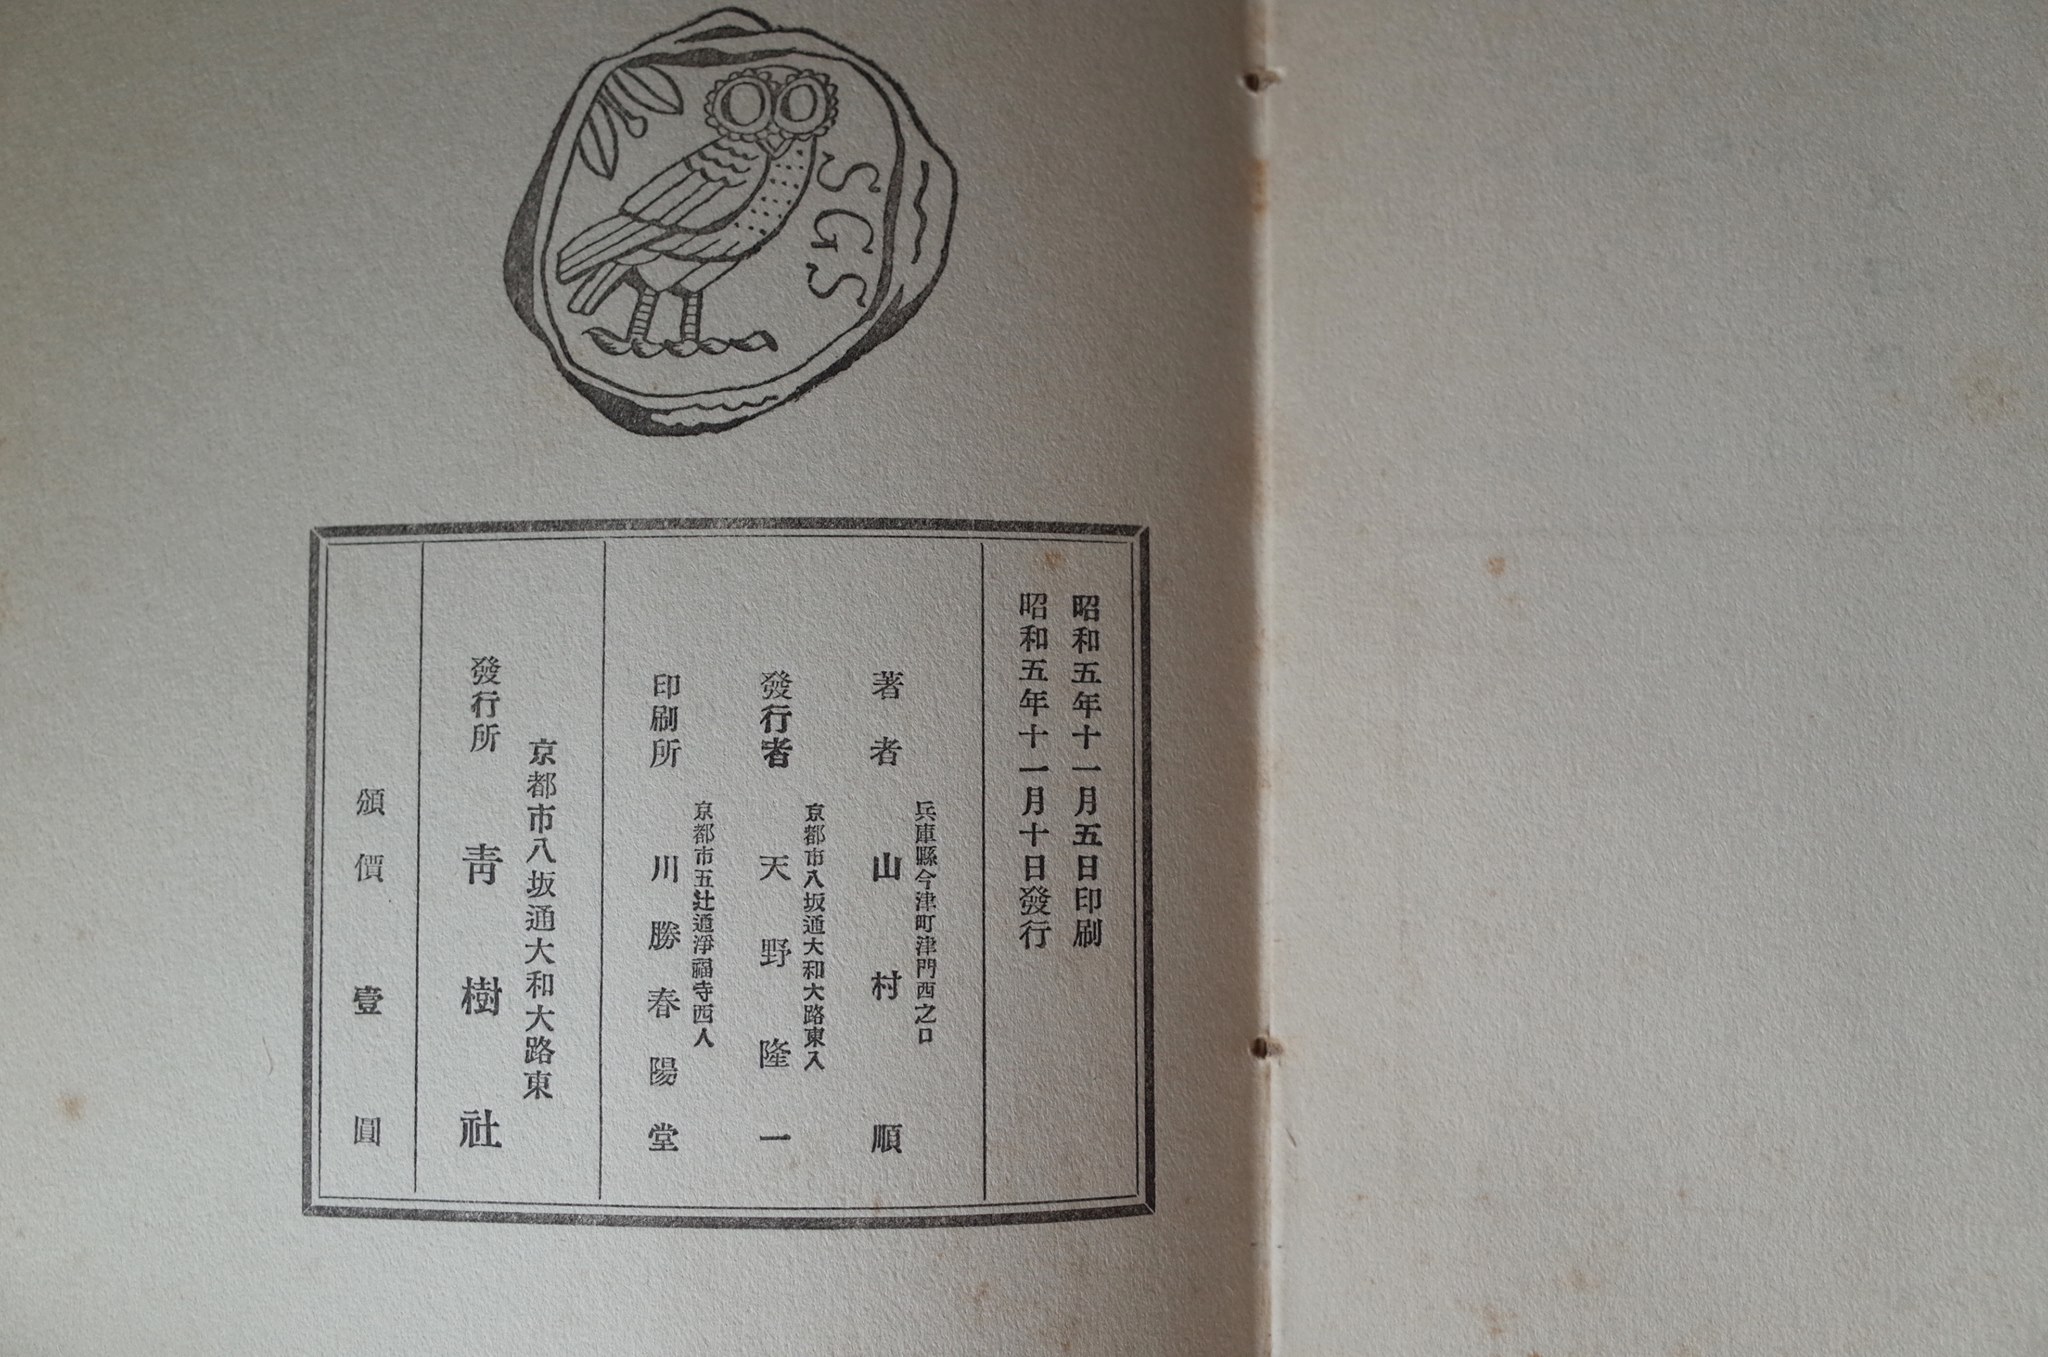 SGS
昭和五年十一月五日印刷
昭和五年十一月十日發行
兵庫縣今津町津門西之口
著者 山村順
京都市八坂通大和大路東入
發行者 天野隆一
京都市五辻通淨福寺西人
印刷所 川勝春陽堂
京都市八坂通大和大路東
發行所 靑樹社
頒價壹圓